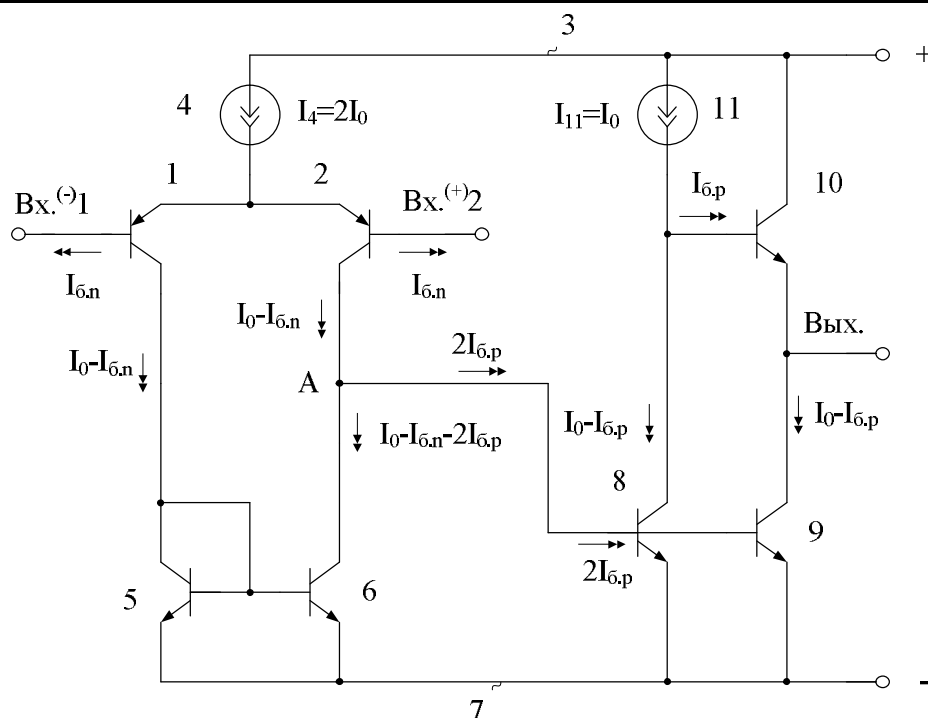 3
+
4
I₄=2I₀
I₁₁=I₀
11
1
2
Iб.р
10
Вх.⁽⁻⁾1
Вх.⁽⁺⁾2
Iб.п
Iб.п
I₀-Iб.п
Вых.
2Iб.р
I₀-Iб.п
А
I₀-Iб.п-2Iб.р
I₀-Iб.р
I₀-Iб.р
8
9
5
6
2Iб.р
7
-